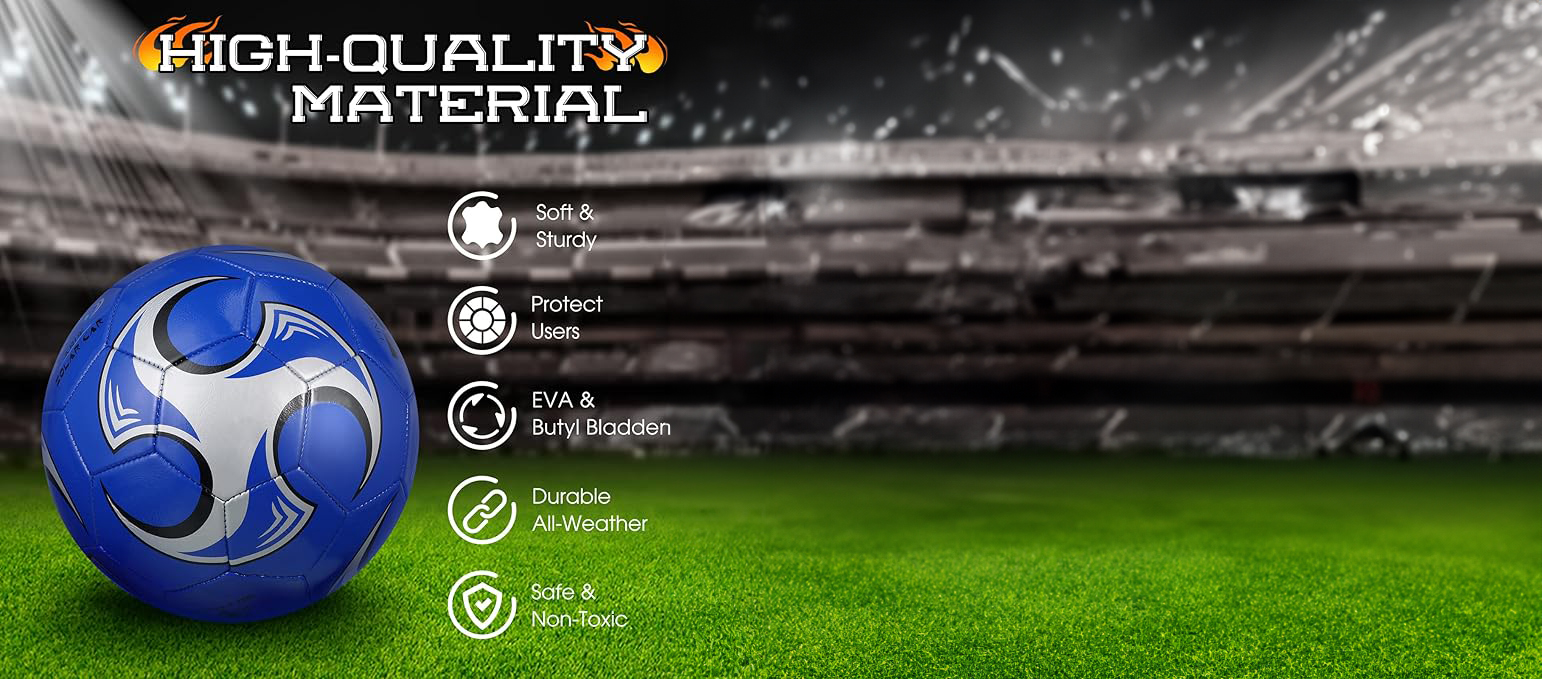 HIGH-QUALITY
MATERIAL
Soft &
Sturdy
Protect
Users
EVA &
Butyl Bladden
Durable
All-Weather
Safe &
Non-Toxic